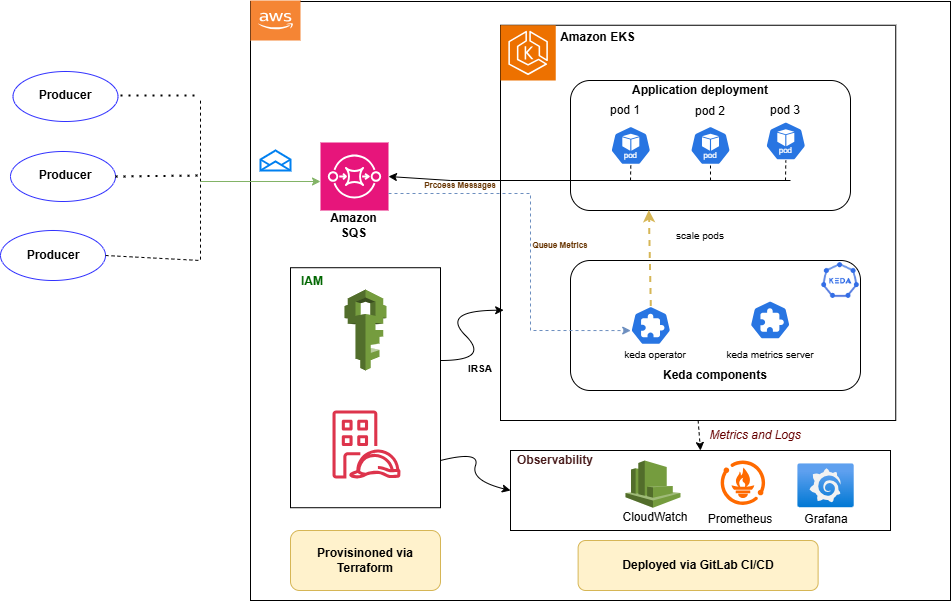 aws
Amazon EKS
Application deployment
pod 1
pod 2
pod 3
pod
pod
pod
Producer
Producer
Producer
Prcoess Messages
Amazon
SQS
Queue Metrics
scale pods
IAM
KEDA
IRSA
keda operator
keda metrics server
Keda components
Metrics and Logs
Observability
CloudWatch
Prometheus
Grafana
Provisinoned via
Terraform
Deployed via GitLab CI/CD